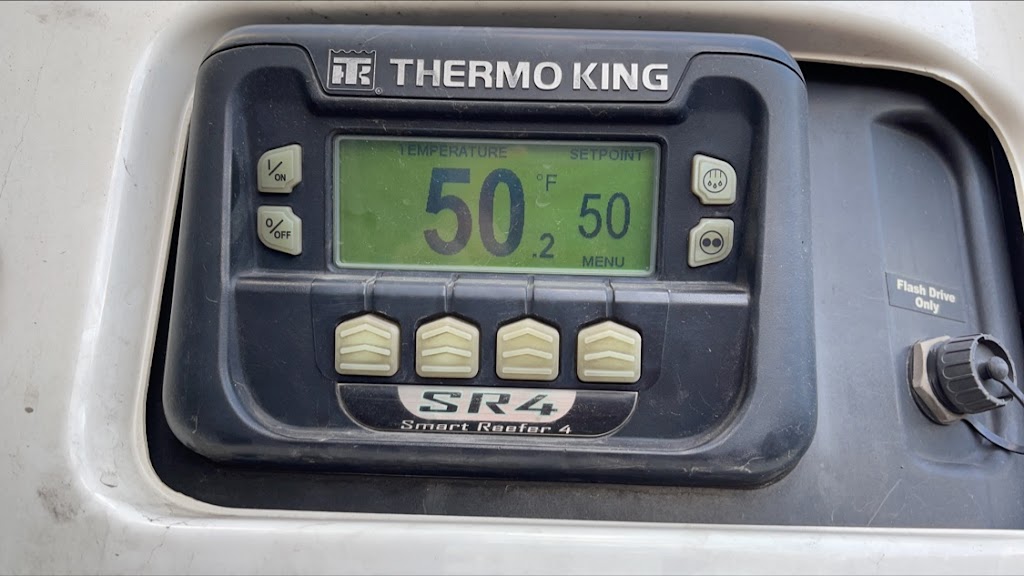 THERMO KING
TEMPERATURE SETPOINT
50.2 °F 50
MENU
I/ON
O/OFF
Flash Drive
Only
SR4
Smart Reefer 4